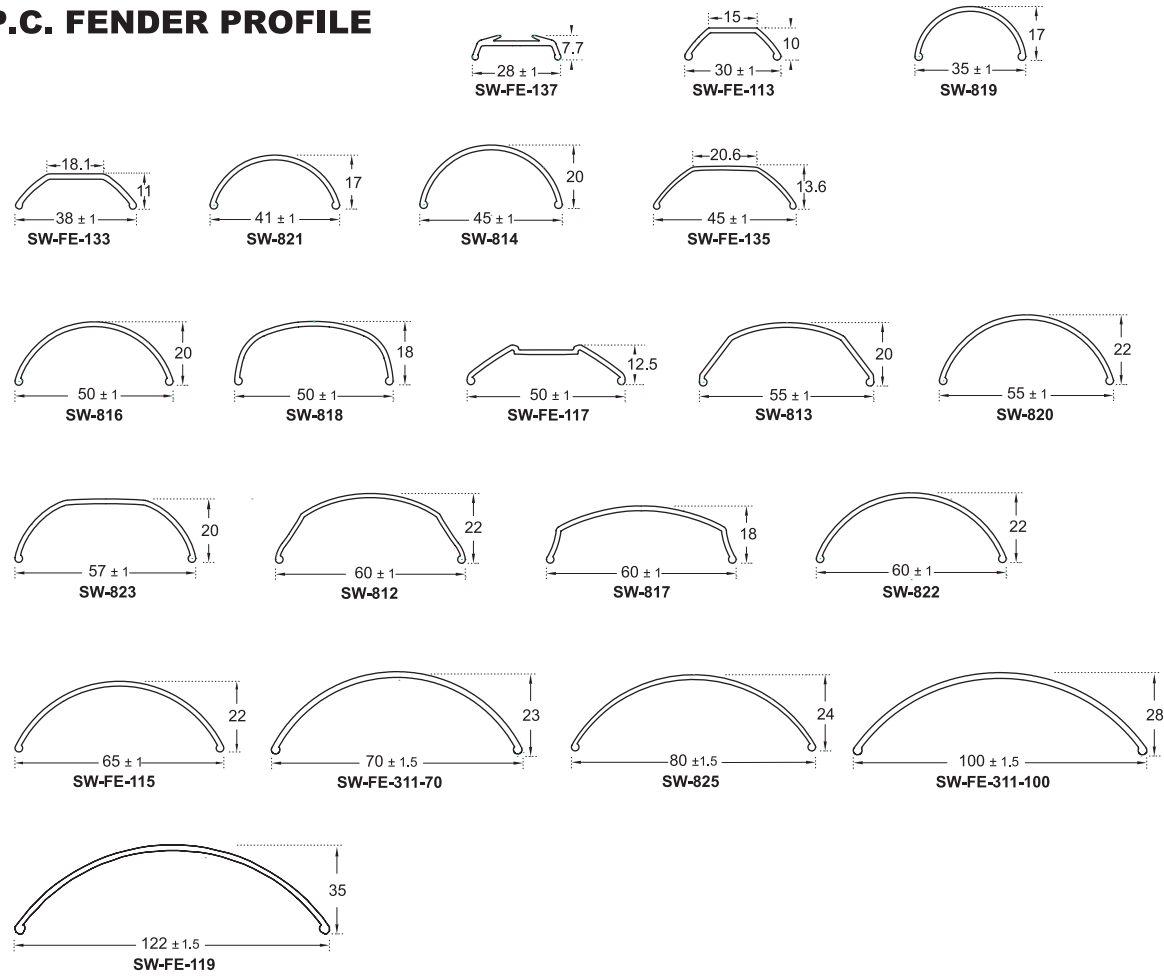 P.C. FENDER PROFILE
7.7
28 ± 1
SW-FE-137
15
10
30 ± 1
SW-FE-113
17
35 ± 1
SW-819
18.1
11
38 ± 1
SW-FE-133
17
41 ± 1
SW-821
20
45 ± 1
SW-814
20.6
13.6
45 ± 1
SW-FE-135
20
50 ± 1
SW-816
18
50 ± 1
SW-818
12.5
50 ± 1
SW-FE-117
20
55 ± 1
SW-813
22
55 ± 1
SW-820
20
57 ± 1
SW-823
22
60 ± 1
SW-812
18
60 ± 1
SW-817
22
60 ± 1
SW-822
22
65 ± 1
SW-FE-115
23
70 ± 1.5
SW-FE-311-70
24
80 ±1.5
SW-825
28
100 ± 1.5
SW-FE-311-100
35
122 ± 1.5
SW-FE-119